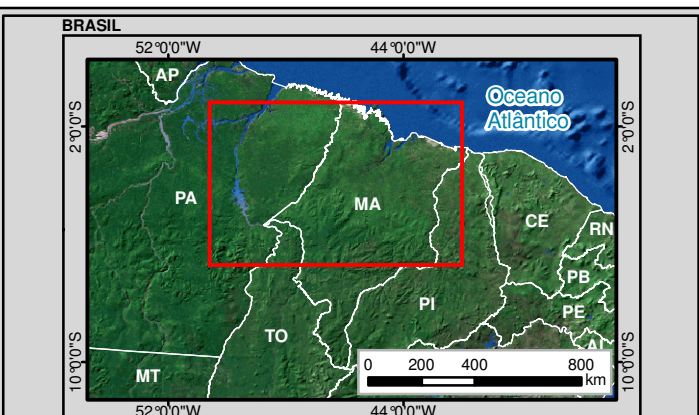 BRASIL
52°0'0"W 44°0'0"W
AP
Oceano
Atlântico
2°0'0"S 2°0'0"S
PA
MA
CE
RN
PB
PI
PE
TO
AL
MT
0 200 400 800
km
10°0'0"S 10°0'0"S
52°0'0"W 44°0'0"W